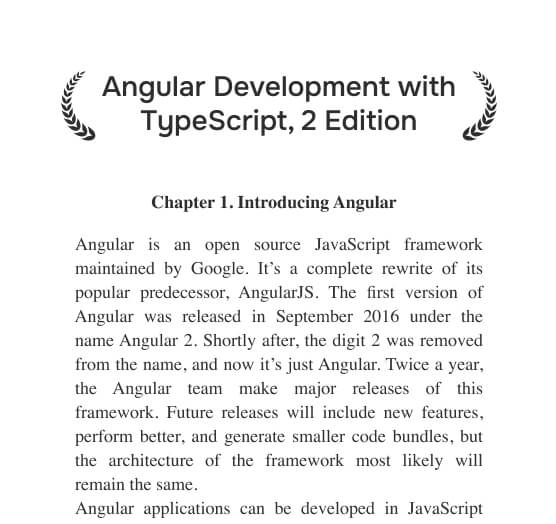 Angular Development with
TypeScript, 2 Edition
Chapter 1. Introducing Angular
Angular is an open source JavaScript framework
maintained by Google. It’s a complete rewrite of its
popular predecessor, AngularJS. The first version of
Angular was released in September 2016 under the
name Angular 2. Shortly after, the digit 2 was removed
from the name, and now it’s just Angular. Twice a year,
the Angular team make major releases of this
framework. Future releases will include new features,
perform better, and generate smaller code bundles, but
the architecture of the framework most likely will
remain the same.
Angular applications can be developed in JavaScript